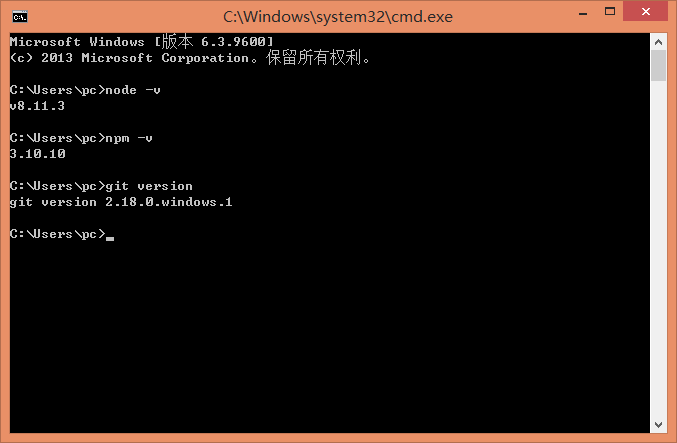 C:\Windows\system32\cmd.exe
Microsoft Windows [版本 6.3.9600]
(c) 2013 Microsoft Corporation。保留所有权利。
C:\Users\pc>node -v
v8.11.3
C:\Users\pc>npm -v
3.10.10
C:\Users\pc>git version
git version 2.18.0.windows.1
C:\Users\pc>